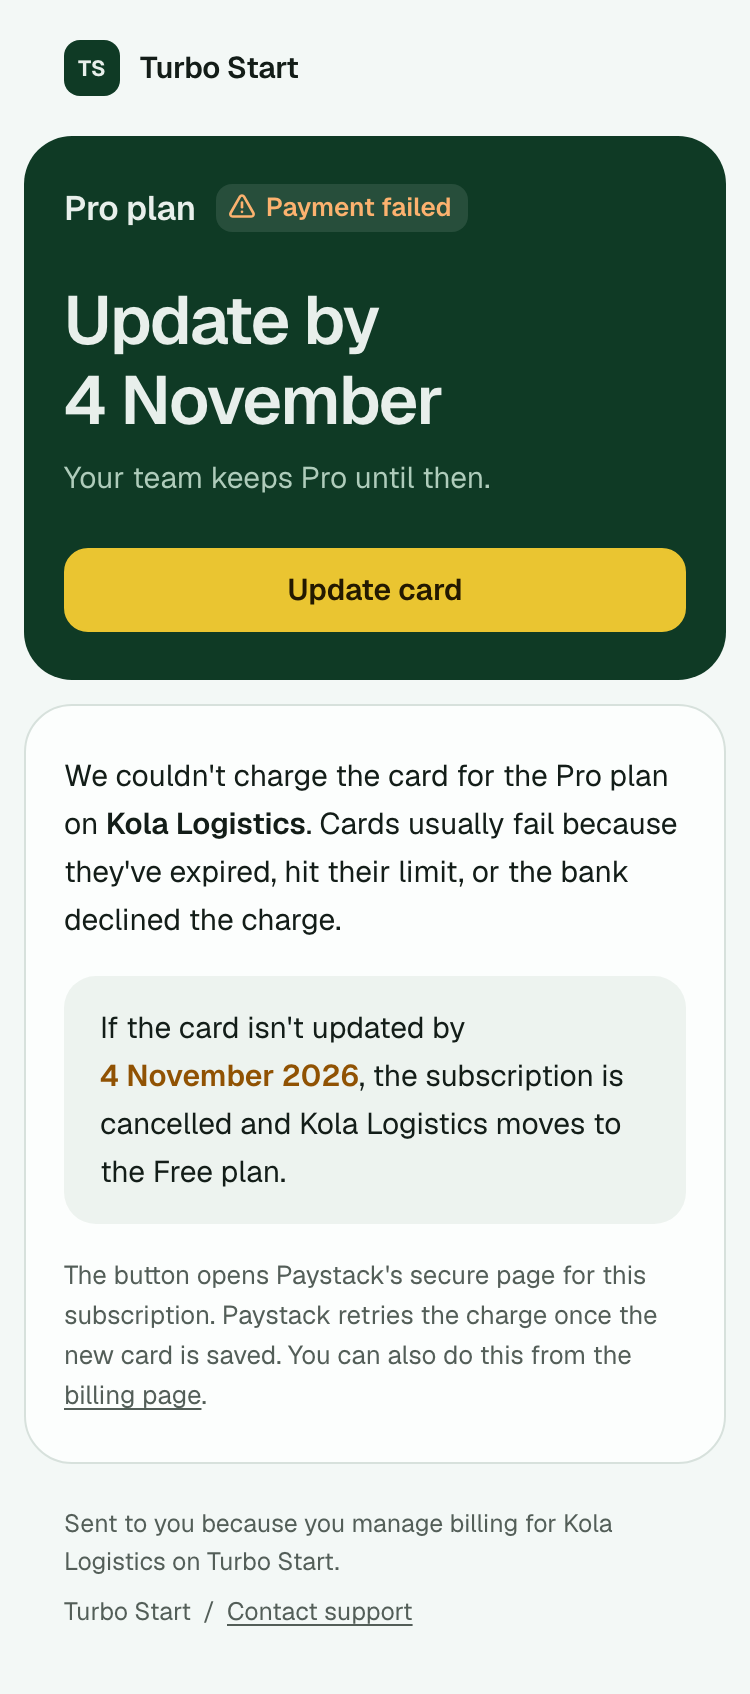 TS
Turbo Start
Pro plan
Payment failed
Update by
4 November
Your team keeps Pro until then.
Update card
We couldn't charge the card for the Pro plan
on Kola Logistics. Cards usually fail because
they've expired, hit their limit, or the bank
declined the charge.
If the card isn't updated by
4 November 2026, the subscription is
cancelled and Kola Logistics moves to
the Free plan.
The button opens Paystack's secure page for this
subscription. Paystack retries the charge once the
new card is saved. You can also do this from the
billing page.
Sent to you because you manage billing for Kola
Logistics on Turbo Start.
Turbo Start / Contact support